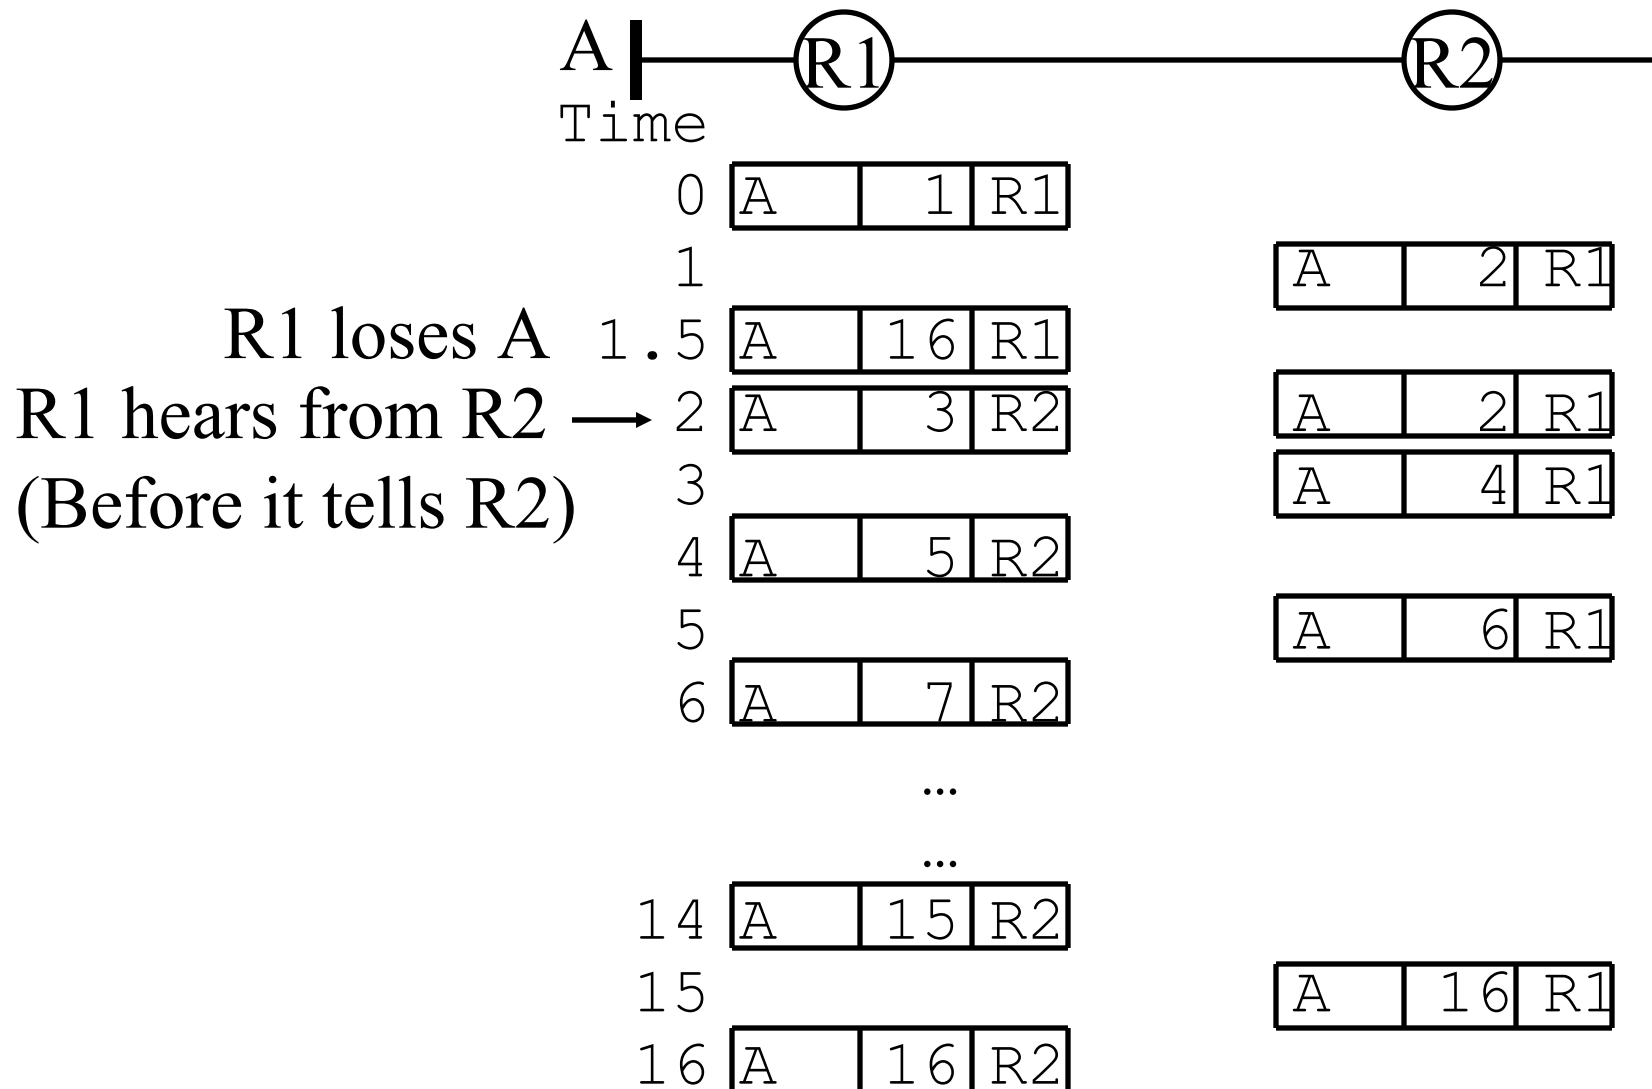 A R1 R2
Time
0 A 1 R1
1 A 2 R1
R1 loses A 1.5 A 16 R1
R1 hears from R2 2 A 3 R2 A 2 R1
(Before it tells R2) 3 A 4 R1
4 A 5 R2
5 A 6 R1
6 A 7 R2
...
...
14 A 15 R2
15 A 16 R1
16 A 16 R2